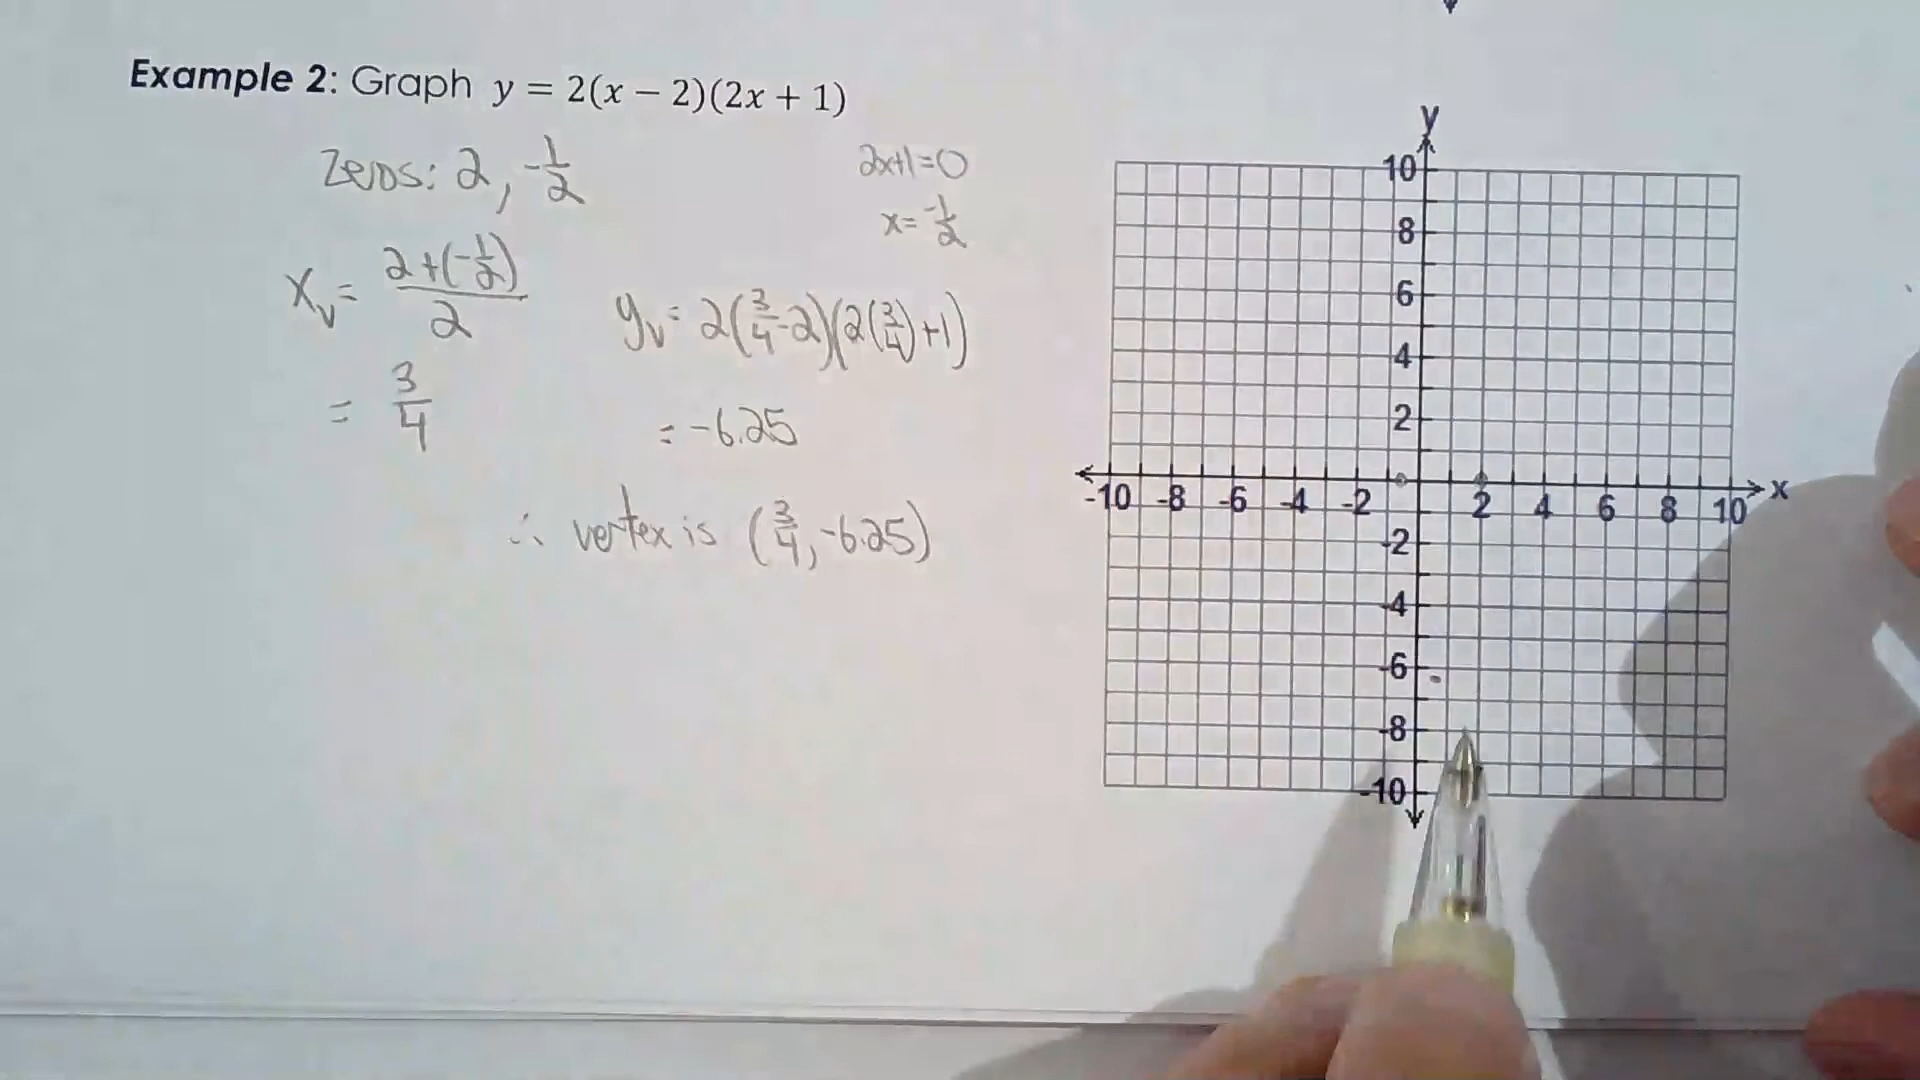 Example 2: Graph y = 2(x − 2)(2x + 1)
Zeros: 2, -1/2
2x+1=0
x= -1/2
xᵥ= (2+(-1/2))/2
= 3/4
yᵥ= 2(3/4-2)(2(3/4)+1)
= -6.25
∴ vertex is (3/4, -6.25)
y
10
8
6
4
2
-10 -8 -6 -4 -2 2 4 6 8 10 x
-2
-4
-6
-8
-10